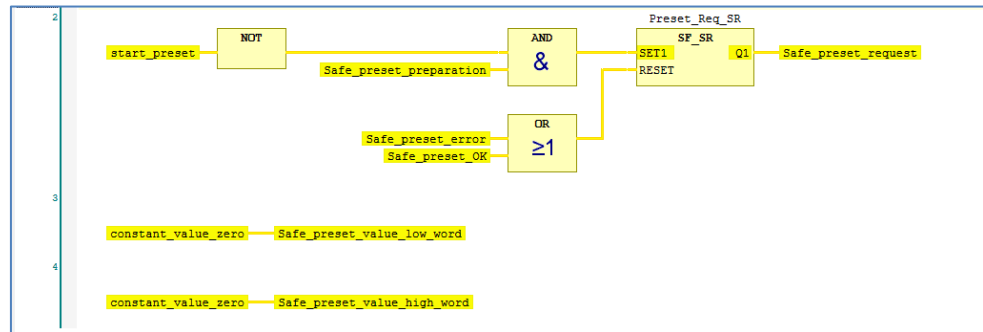 2
Preset_Req_SR
NOT
AND
SF_SR
start_preset
&
SET1
Q1
Safe_preset_request
Safe_preset_preparation
RESET
OR
Safe_preset_error
≥1
Safe_preset_OK
3
constant_value_zero
Safe_preset_value_low_word
4
constant_value_zero
Safe_preset_value_high_word